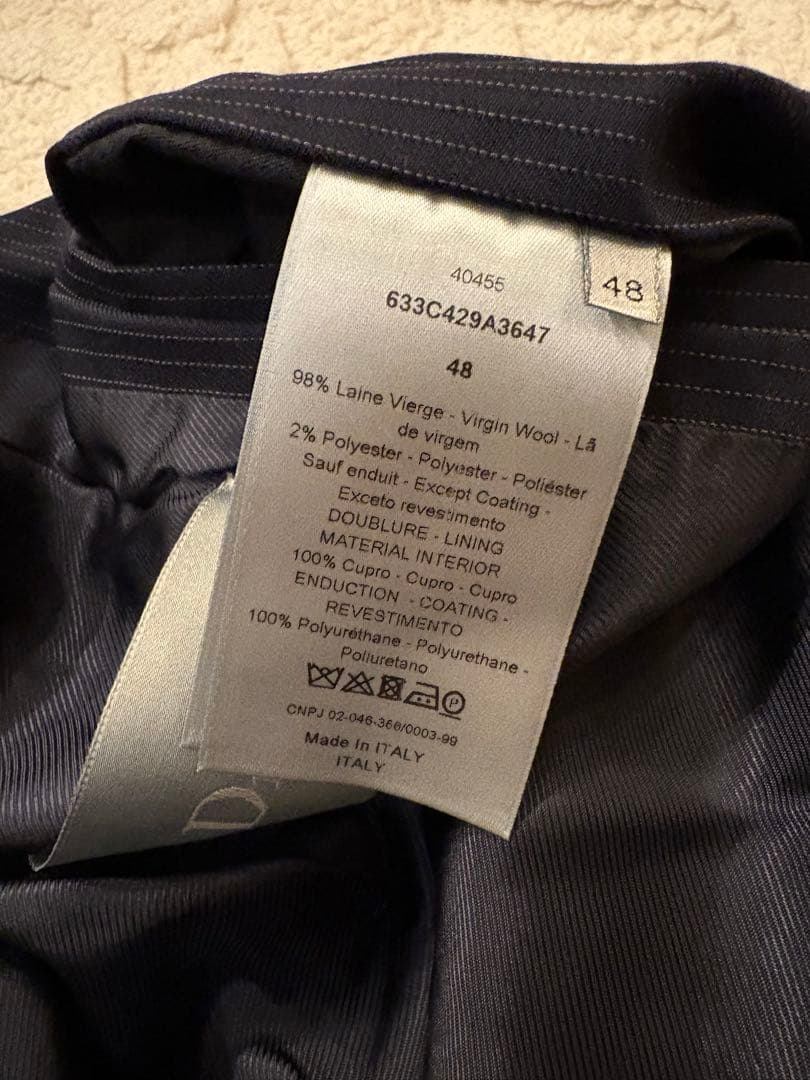 40455
633C429A3647
48
48
98% Laine Vierge - Virgin Wool - Lã
de virgem
2% Polyester - Polyester - Poliéster
Sauf enduit - Except Coating -
Exceto revestimento
DOUBLURE - LINING
MATERIAL INTERIOR
100% Cupro - Cupro - Cupro
ENDUCTION - COATING -
REVESTIMENTO
100% Polyuréthane - Polyurethane -
Poliuretano
P
CNPJ 02-046-366/0003-99
Made in ITALY
ITALY
D